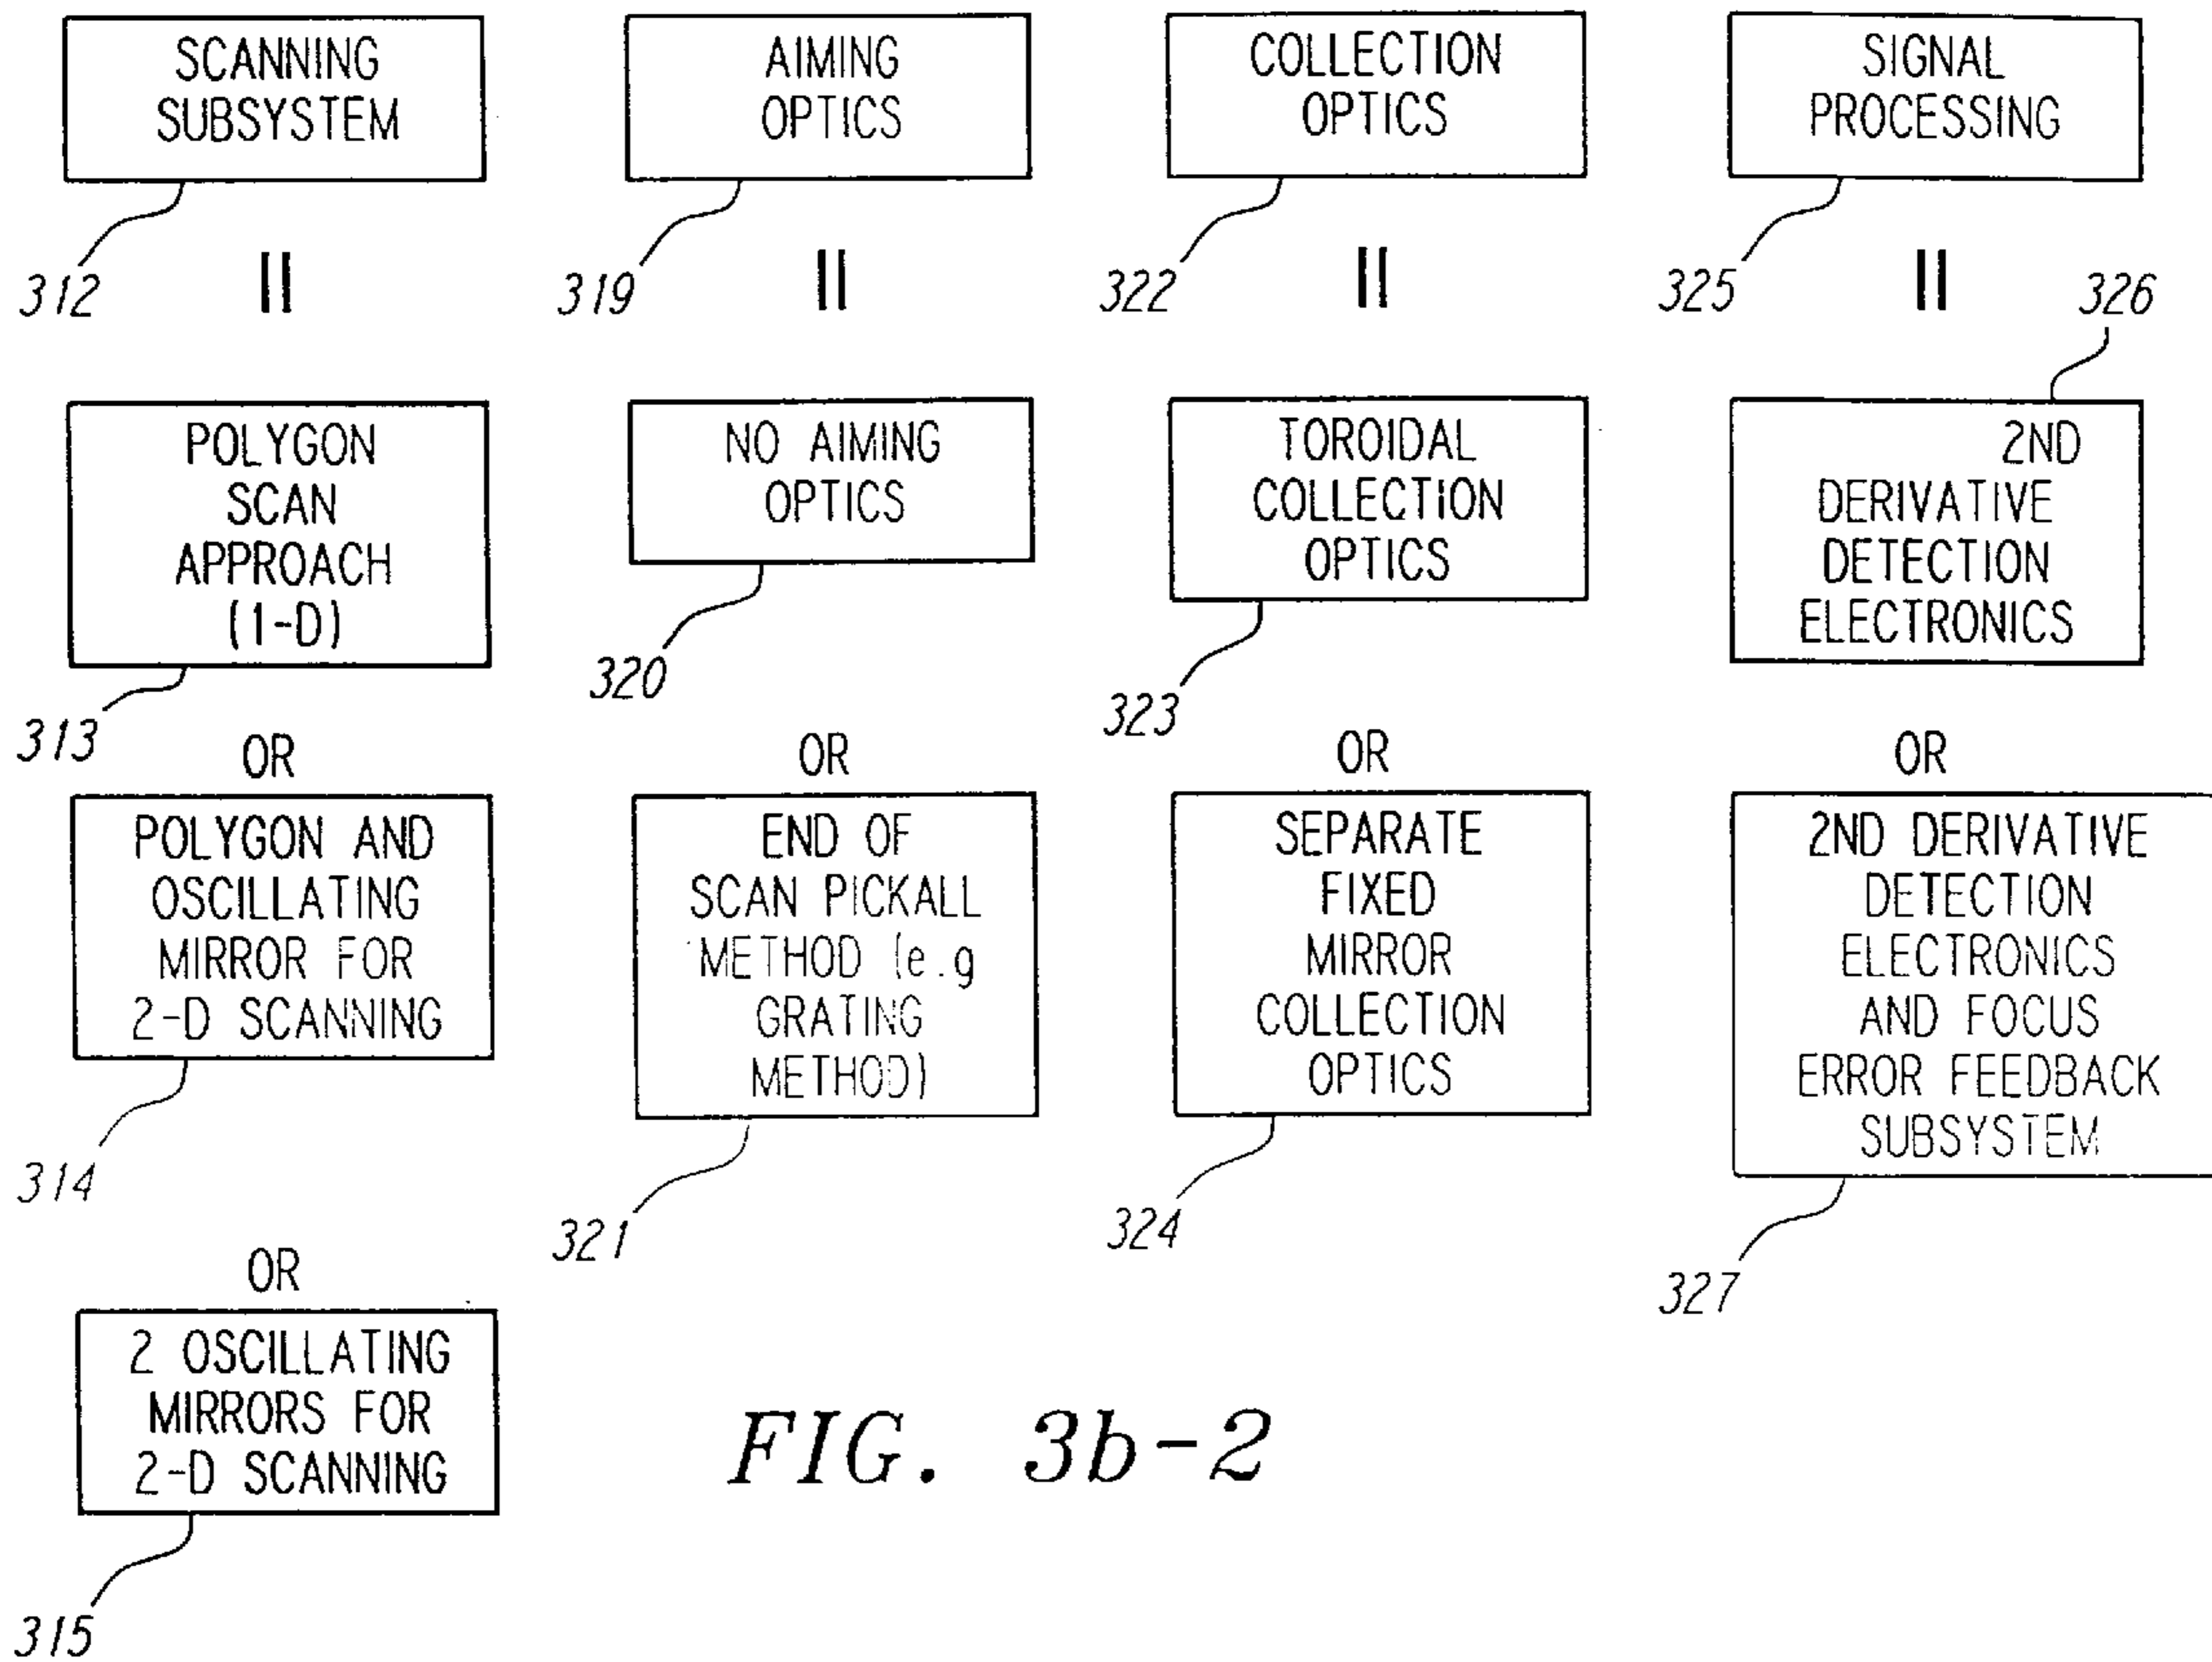 SCANNING
SUBSYSTEM
312
||
POLYGON
SCAN
APPROACH
(1-D)
313
OR
POLYGON AND
OSCILLATING
MIRROR FOR
2-D SCANNING
314
OR
2 OSCILLATING
MIRRORS FOR
2-D SCANNING
315
AIMING
OPTICS
319
||
NO AIMING
OPTICS
320
OR
END OF
SCAN PICKALL
METHOD (e.g
GRATING
METHOD)
321
COLLECTION
OPTICS
322
||
TOROIDAL
COLLECTION
OPTICS
323
OR
SEPARATE
FIXED
MIRROR
COLLECTION
OPTICS
324
SIGNAL
PROCESSING
325
||
326
2ND
DERIVATIVE
DETECTION
ELECTRONICS
OR
2ND DERIVATIVE
DETECTION
ELECTRONICS
AND FOCUS
ERROR FEEDBACK
SUBSYSTEM
327
FIG. 3b-2